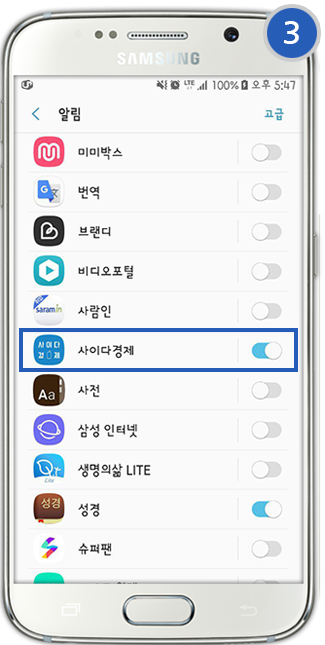 3
SAMSUNG
LTE 100% 오후 5:47
알림 고급
미미박스
번역
브랜디
비디오포털
saramin 사람인
사이다경제 사이다경제
Aa 사전
삼성 인터넷
Qt Lite 생명의삶 LITE
성경 성경
슈퍼팬